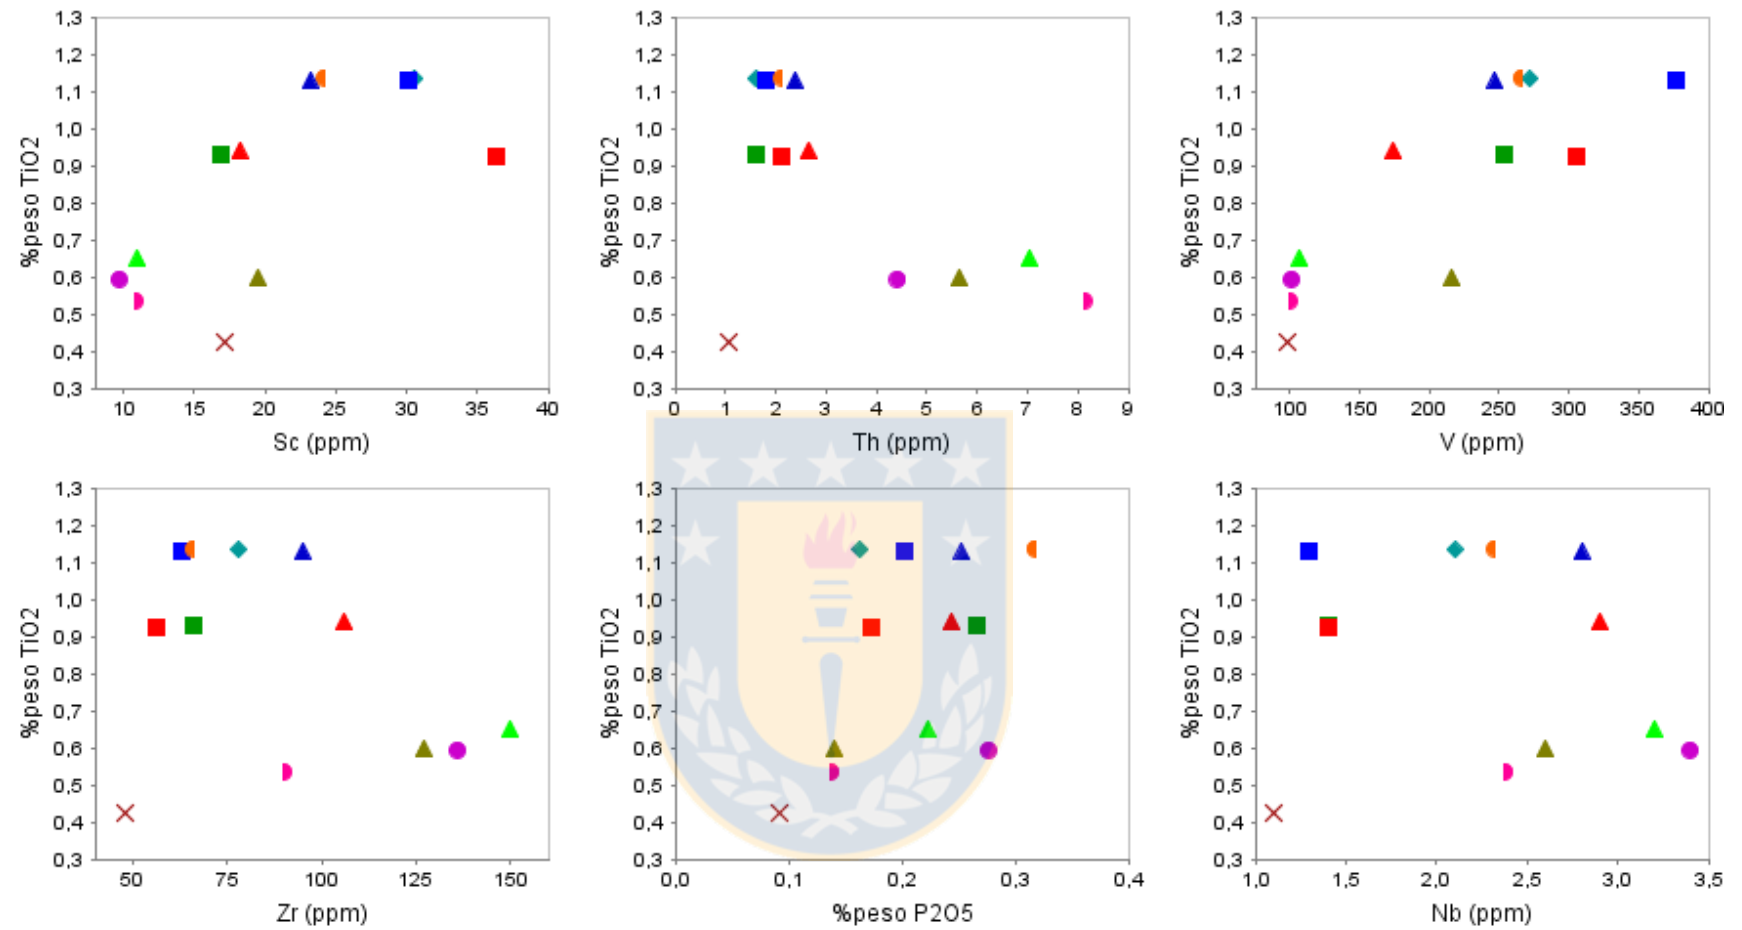 1,3 1,3 1,3
1,2 1,2 1,2
1,1 1,1 1,1
1,0 1,0 1,0
0,9 0,9 0,9
0,8 0,8 0,8
0,7 0,7 0,7
0,6 0,6 0,6
0,5 0,5 0,5
0,4 0,4 0,4
0,3 0,3 0,3
%peso TiO2 %peso TiO2 %peso TiO2
10 15 20 25 30 35 40 0 1 2 3 4 5 6 7 8 9 100 150 200 250 300 350 400
Sc (ppm) Th (ppm) V (ppm)
1,3 1,3 1,3
1,2 1,2 1,2
1,1 1,1 1,1
1,0 1,0 1,0
0,9 0,9 0,9
0,8 0,8 0,8
0,7 0,7 0,7
0,6 0,6 0,6
0,5 0,5 0,5
0,4 0,4 0,4
0,3 0,3 0,3
%peso TiO2 %peso TiO2 %peso TiO2
50 75 100 125 150 0,0 0,1 0,2 0,3 0,4 1,0 1,5 2,0 2,5 3,0 3,5
Zr (ppm) %peso P2O5 Nb (ppm)